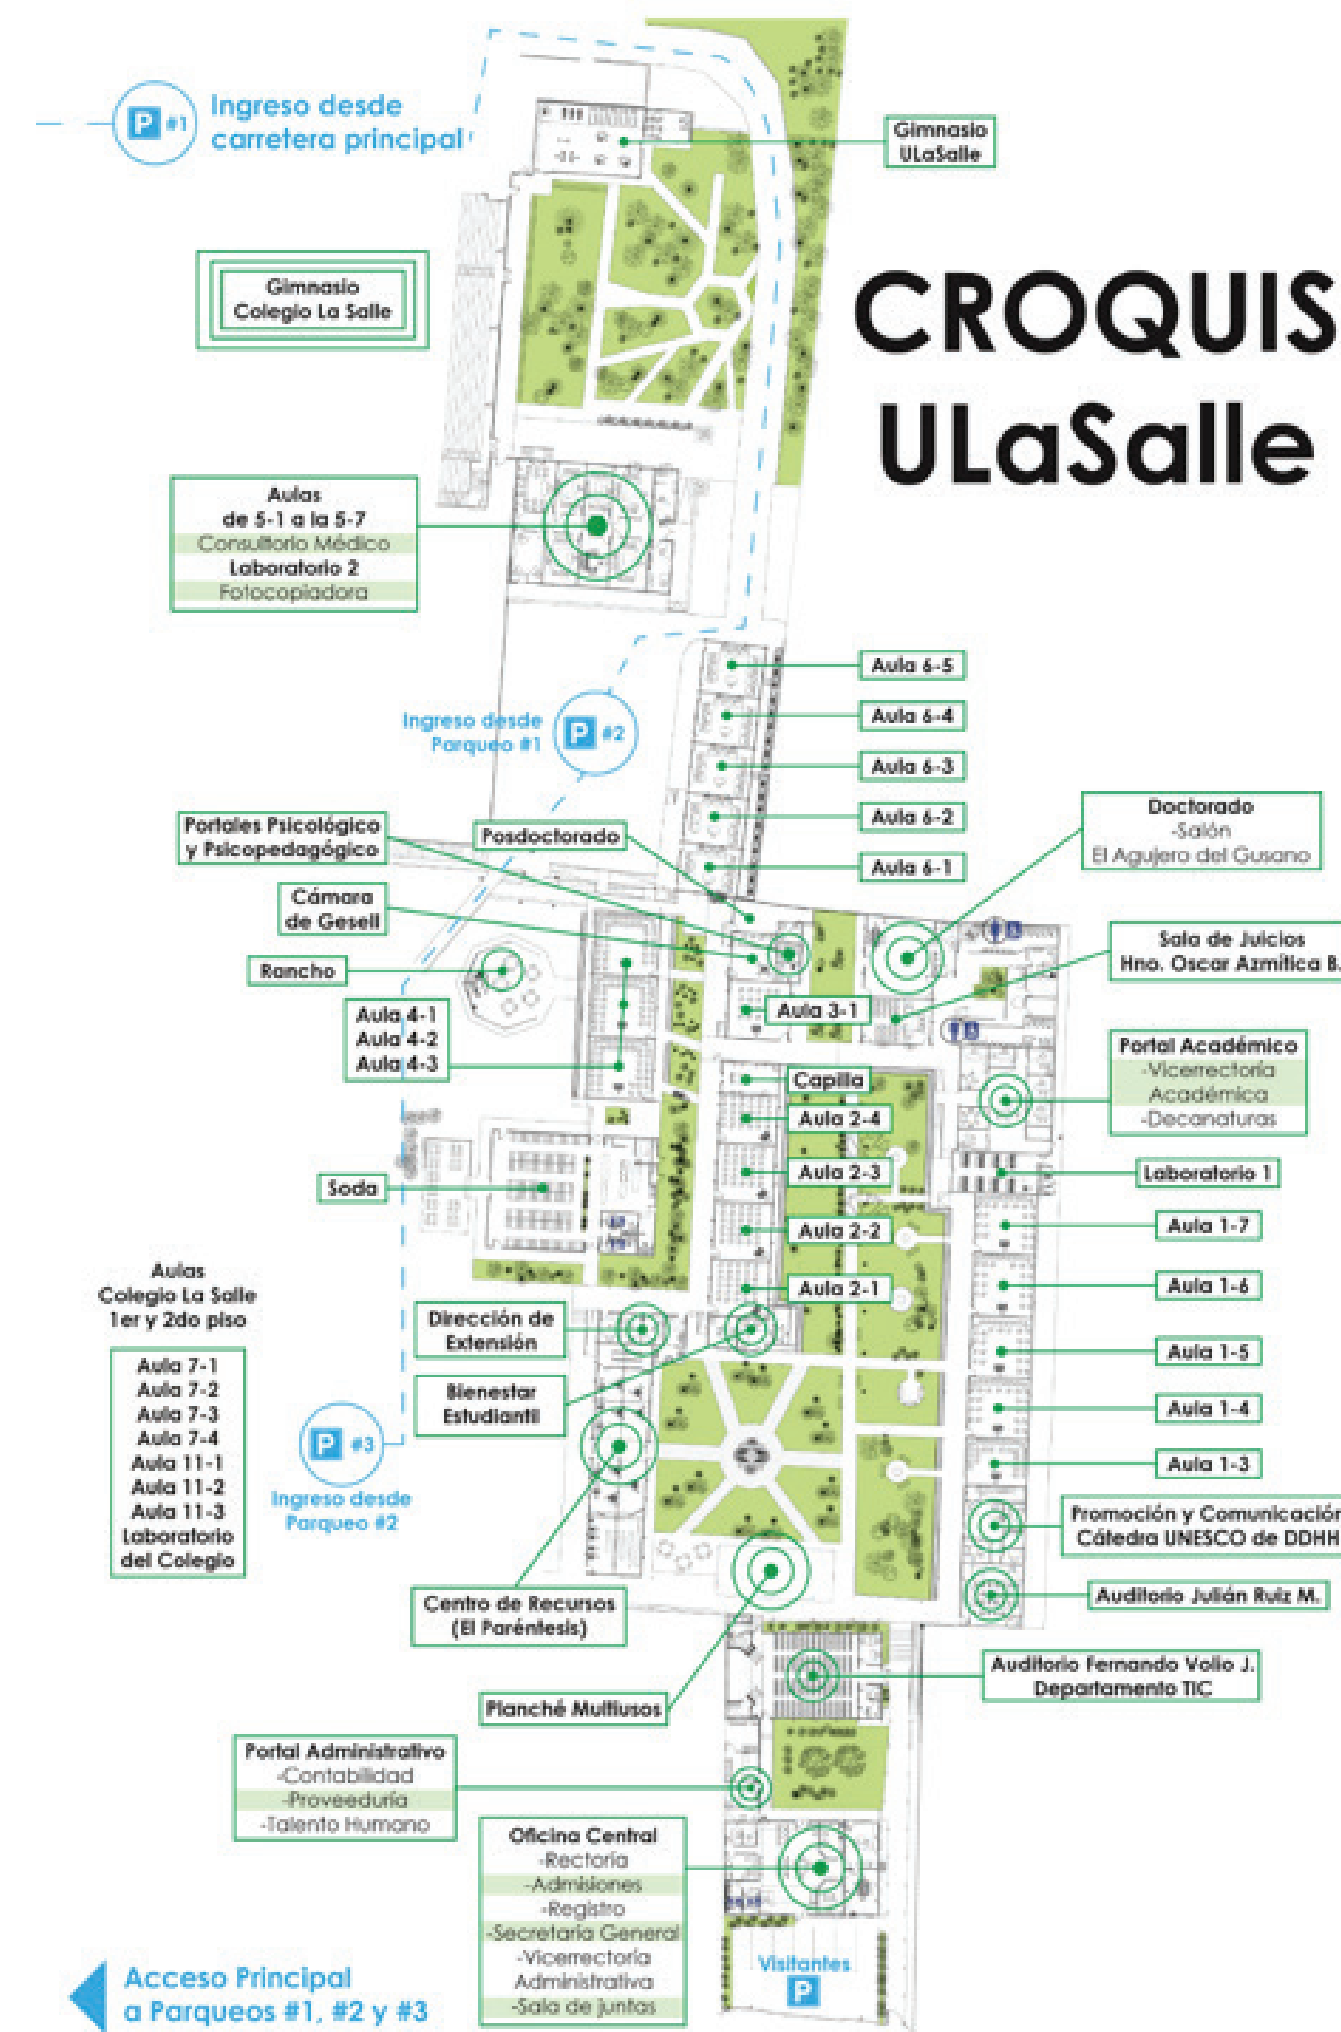 P #1
Ingreso desde
carretera principal
Gimnasio
ULaSalle
CROQUIS
ULaSalle
Gimnasio
Colegio La Salle
Aulas
de 5-1 a la 5-7
Consultorio Médico
Laboratorio 2
Fotocopiadora
Aula 6-5
Aula 6-4
Aula 6-3
Aula 6-2
Aula 6-1
Ingreso desde
Parqueo #1
P #2
Doctorado
-Salón
El Agujero del Gusano
Portales Psicológico
y Psicopedagógico
Posdoctorado
Cámara
de Gesell
Sala de Juicios
Hno. Oscar Azmitica B.
Rancho
Aula 4-1
Aula 4-2
Aula 4-3
Aula 3-1
Portal Académico
-Vicerrectoría
Académica
-Decanaturas
Capilla
Aula 2-4
Aula 2-3
Aula 2-2
Aula 2-1
Laboratorio 1
Soda
Aula 1-7
Aula 1-6
Aula 1-5
Aula 1-4
Aula 1-3
Aulas
Colegio La Salle
1er y 2do piso
Aula 7-1
Aula 7-2
Aula 7-3
Aula 7-4
Aula 11-1
Aula 11-2
Aula 11-3
Laboratorio
del Colegio
Dirección de
Extensión
Bienestar
Estudiantil
P #3
Ingreso desde
Parqueo #2
Promoción y Comunicación
Cátedra UNESCO de DDHH
Auditorio Julián Ruiz M.
Centro de Recursos
(El Paréntesis)
Auditorio Fernando Volio J.
Departamento TIC
Planché Multiusos
Portal Administrativo
-Contabilidad
-Proveeduría
-Talento Humano
Oficina Central
-Rectoría
-Admisiones
-Registro
-Secretaría General
-Vicerrectoría
Administrativa
-Sala de juntas
Visitantes
P
Acceso Principal
a Parqueos #1, #2 y #3